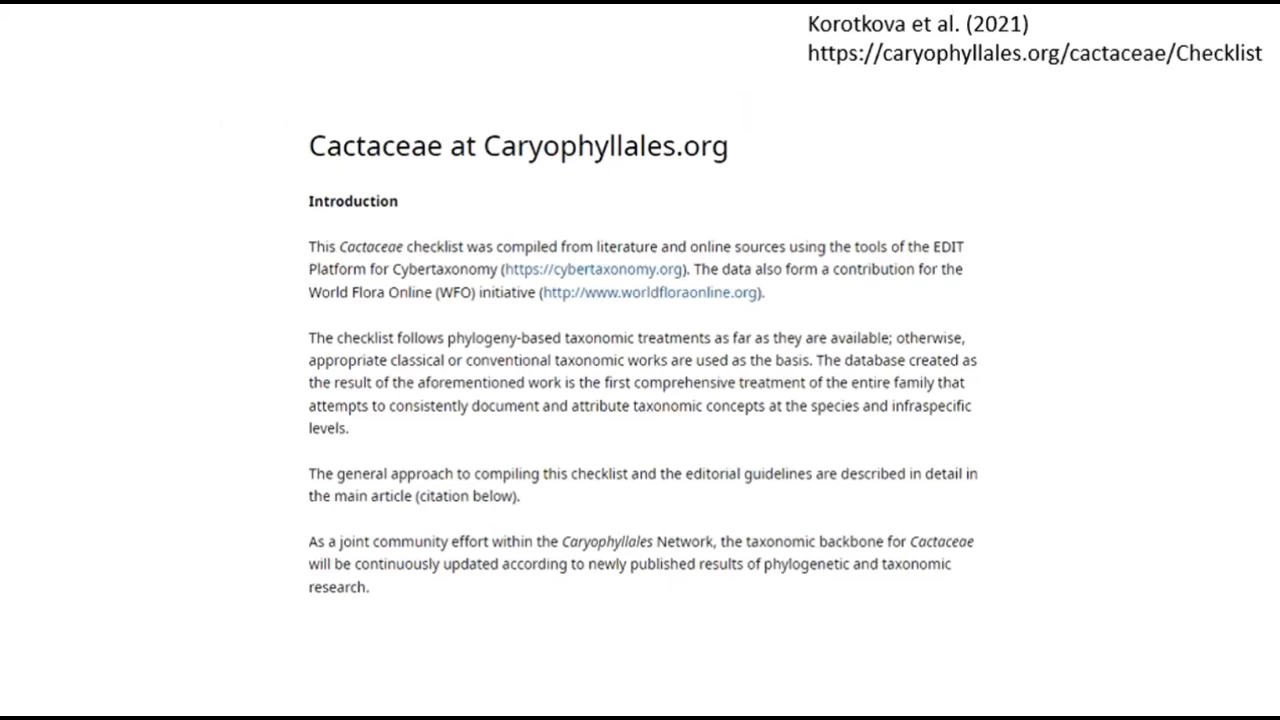 Korotkova et al. (2021)
https://caryophyllales.org/cactaceae/Checklist
Cactaceae at Caryophyllales.org
Introduction
This Cactaceae checklist was compiled from literature and online sources using the tools of the EDIT
Platform for Cybertaxonomy (https://cybertaxonomy.org). The data also form a contribution for the
World Flora Online (WFO) initiative (http://www.worldfloraonline.org).
The checklist follows phylogeny-based taxonomic treatments as far as they are available; otherwise,
appropriate classical or conventional taxonomic works are used as the basis. The database created as
the result of the aforementioned work is the first comprehensive treatment of the entire family that
attempts to consistently document and attribute taxonomic concepts at the species and infraspecific
levels.
The general approach to compiling this checklist and the editorial guidelines are described in detail in
the main article (citation below).
As a joint community effort within the Caryophyllales Network, the taxonomic backbone for Cactaceae
will be continuously updated according to newly published results of phylogenetic and taxonomic
research.